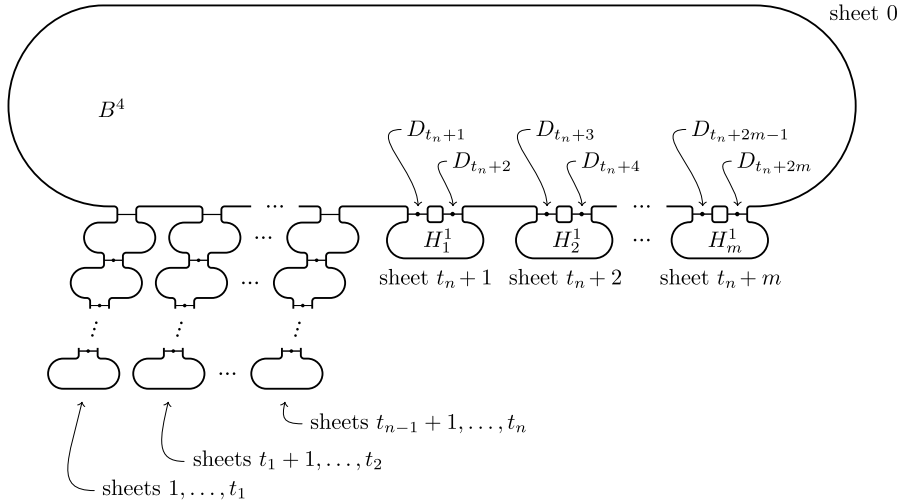 sheet 0
B⁴
D_{t_n+1}
D_{t_n+3}
D_{t_n+2m−1}
D_{t_n+2}
D_{t_n+4}
D_{t_n+2m}
...
...
...
H_1^1
H_2^1
...
H_m^1
sheet t_n + 1
sheet t_n + 2
sheet t_n + m
...
⋮
⋮
⋮
...
sheets t_{n−1} + 1, . . . , t_n
sheets t_1 + 1, . . . , t_2
sheets 1, . . . , t_1